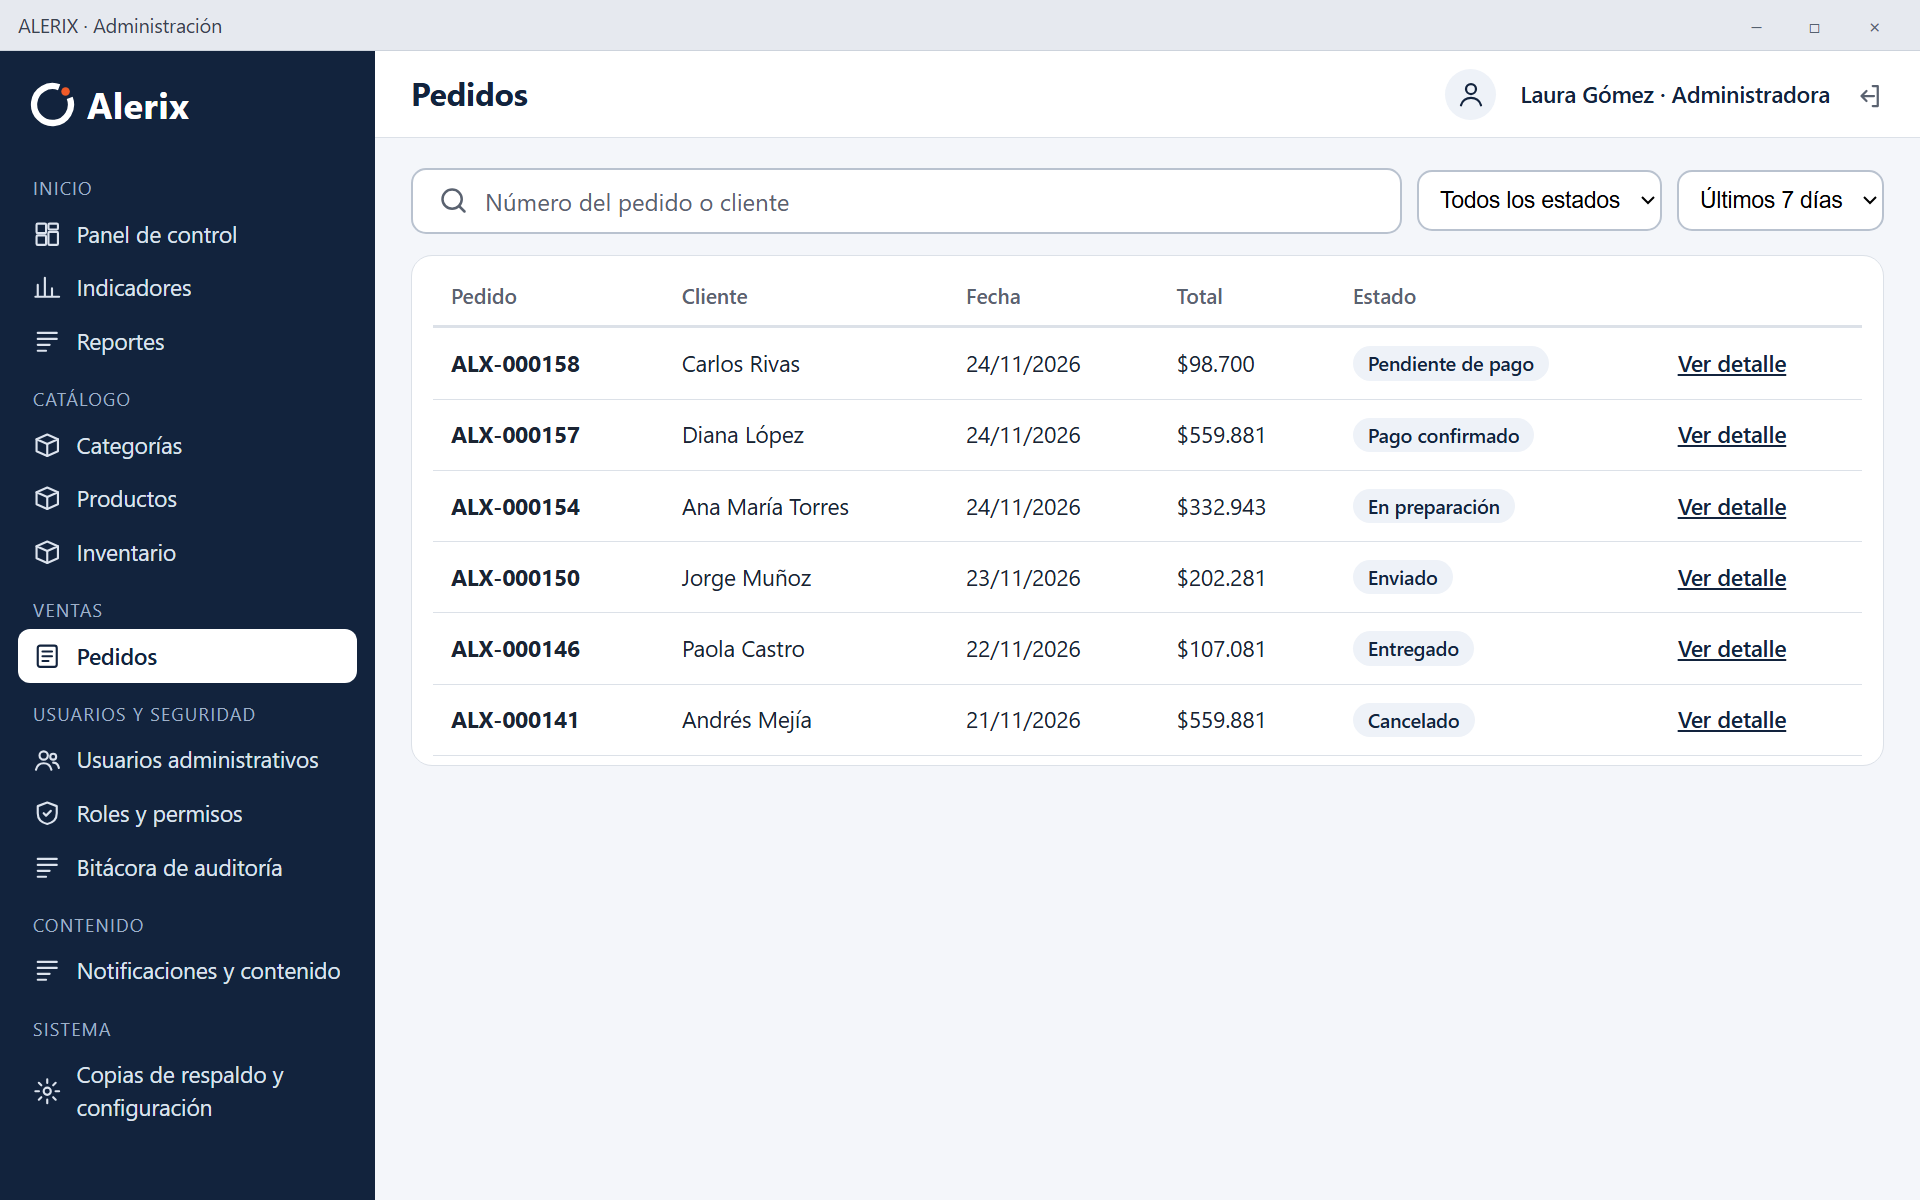 ALERIX · Administración
Alerix
INICIO
Panel de control
Indicadores
Reportes
CATÁLOGO
Categorías
Productos
Inventario
VENTAS
Pedidos
USUARIOS Y SEGURIDAD
Usuarios administrativos
Roles y permisos
Bitácora de auditoría
CONTENIDO
Notificaciones y contenido
SISTEMA
Copias de respaldo y
configuración
Pedidos
Laura Gómez · Administradora
Número del pedido o cliente
Todos los estados
Últimos 7 días
Pedido Cliente Fecha Total Estado
ALX-000158 Carlos Rivas 24/11/2026 $98.700 Pendiente de pago Ver detalle
ALX-000157 Diana López 24/11/2026 $559.881 Pago confirmado Ver detalle
ALX-000154 Ana María Torres 24/11/2026 $332.943 En preparación Ver detalle
ALX-000150 Jorge Muñoz 23/11/2026 $202.281 Enviado Ver detalle
ALX-000146 Paola Castro 22/11/2026 $107.081 Entregado Ver detalle
ALX-000141 Andrés Mejía 21/11/2026 $559.881 Cancelado Ver detalle